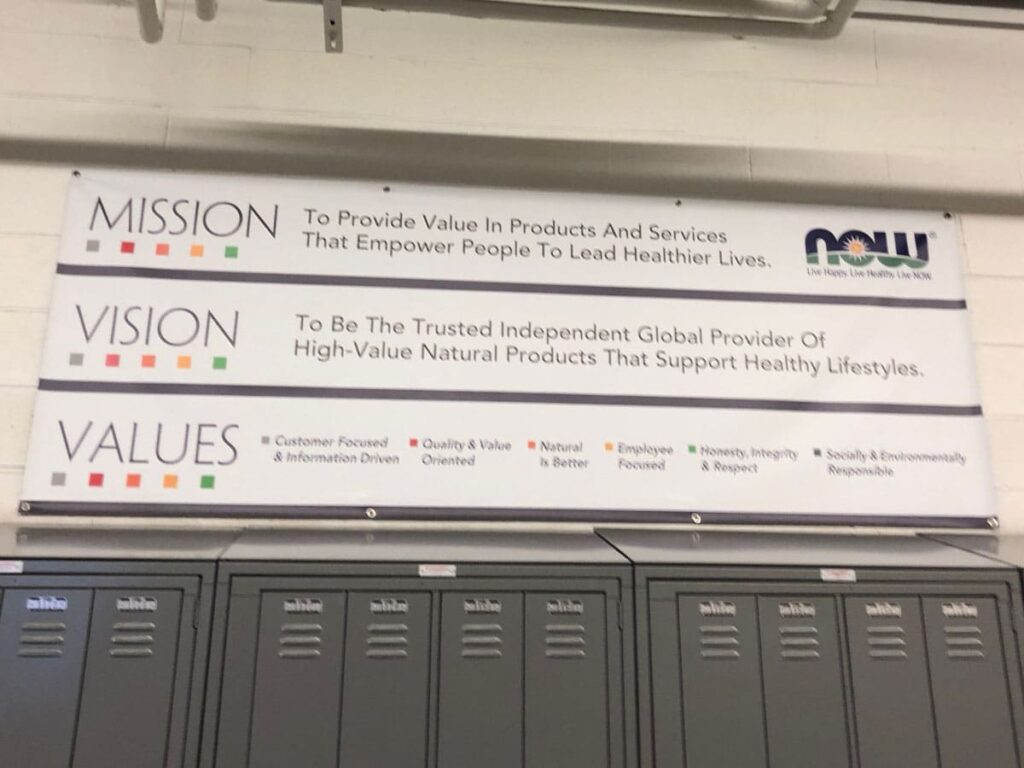 MISSION
To Provide Value In Products And Services
That Empower People To Lead Healthier Lives.
NOW®
Live Happy. Live Healthy. Live NOW.
VISION
To Be The Trusted Independent Global Provider Of
High-Value Natural Products That Support Healthy Lifestyles.
VALUES
Customer Focused
& Information Driven
Quality & Value
Oriented
Natural
Is Better
Employee
Focused
Honesty, Integrity
& Respect
Socially & Environmentally
Responsible